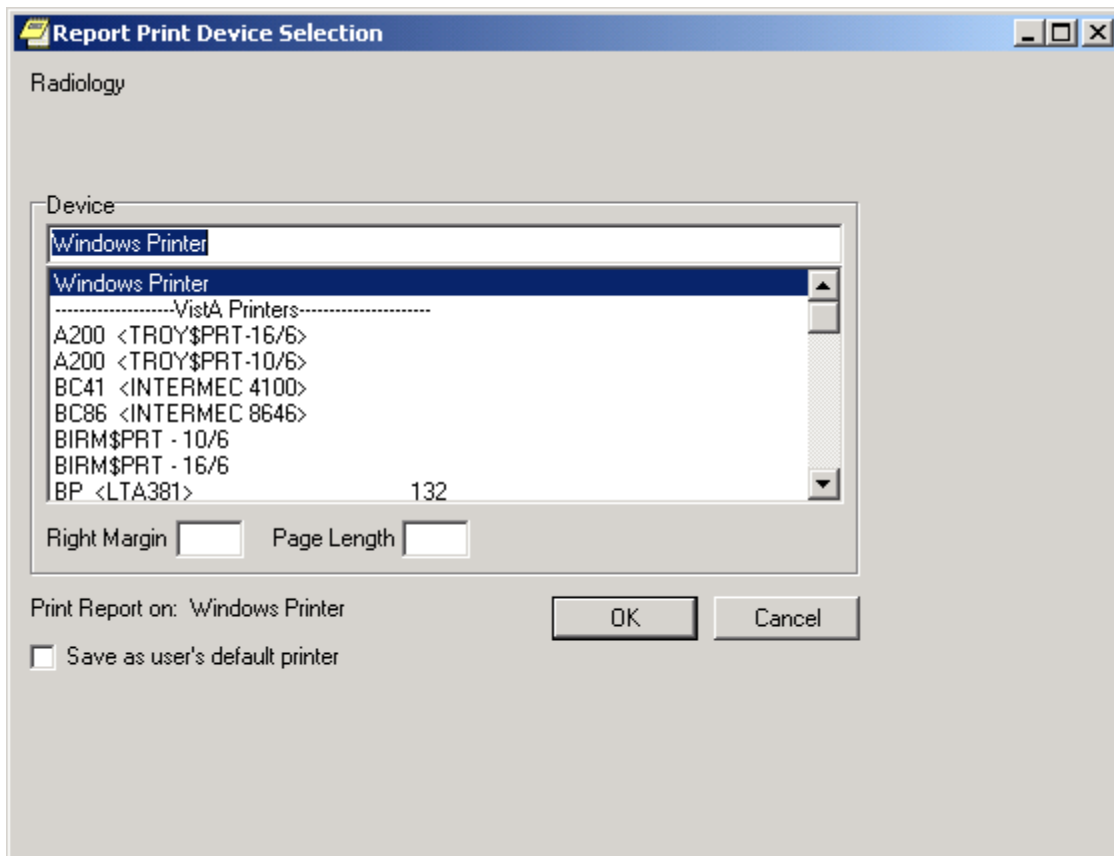 Report Print Device Selection
Radiology
Device
Windows Printer
Windows Printer
--------------------VistA Printers----------------------
A200 <TROY$PRT-16/6>
A200 <TROY$PRT-10/6>
BC41 <INTERMEC 4100>
BC86 <INTERMEC 8646>
BIRM$PRT - 10/6
BIRM$PRT - 16/6
BP <LTA381> 132
Right Margin Page Length
Print Report on: Windows Printer OK Cancel
Save as user's default printer